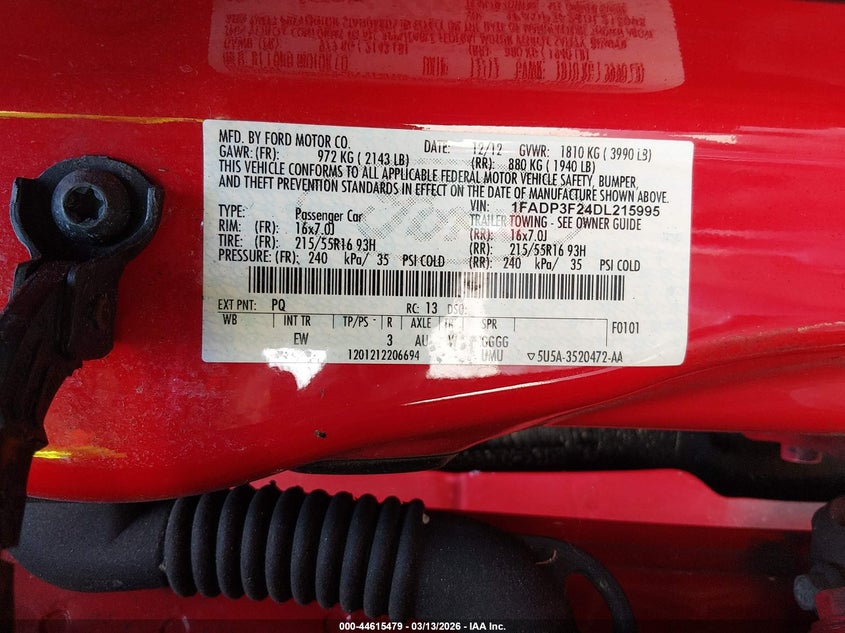 MFD. BY FORD MOTOR CO. DATE: 12/12 GVWR: 1810 KG ( 3990 LB)
GAWR: (FR): 972 KG ( 2143 LB) (RR): 880 KG ( 1940 LB)
THIS VEHICLE CONFORMS TO ALL APPLICABLE FEDERAL MOTOR VEHICLE SAFETY, BUMPER,
AND THEFT PREVENTION STANDARDS IN EFFECT ON THE DATE OF MANUFACTURE SHOWN ABOVE.
VIN: 1FADP3F24DL215995
TYPE: Passenger Car TRAILER TOWING - SEE OWNER GUIDE
RIM: (FR) 16x7.0J (RR): 16x7.0J
TIRE: (FR) 215/55R16 93H (RR): 215/55R16 93H
PRESSURE: (FR): 240 kPa/ 35 PSI COLD (RR): 240 kPa/ 35 PSI COLD
EXT PNT: PQ RC: 13 DSO:
WB INT TR TP/PS R AXLE SPR F0101
EW 3 GGGG
1201212206694 UMU ▽5U5A-3520472-AA
000-44615479 — 03/13/2026 — IAA Inc.